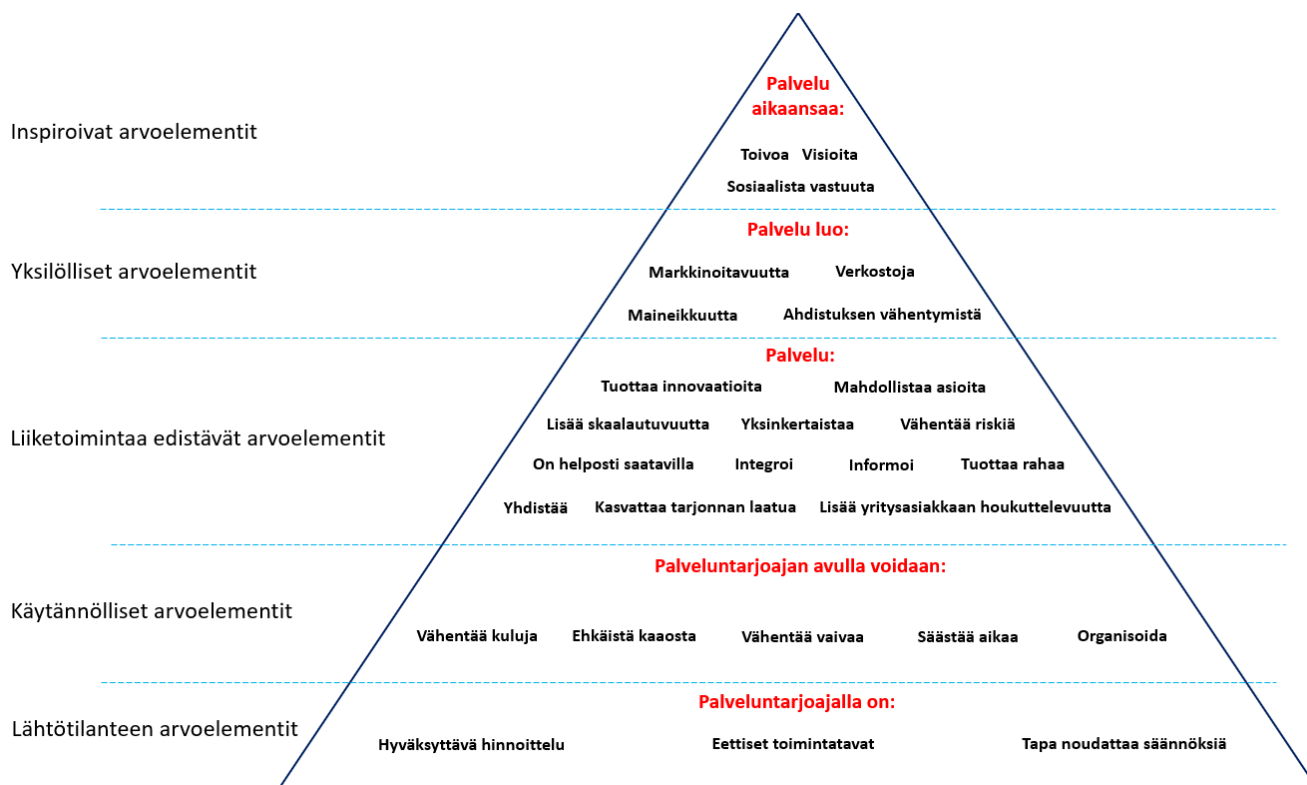 Palvelu
aikaansaa:
Inspiroivat arvoelementit
Toivoa Visioita
Sosiaalista vastuuta
Palvelu luo:
Yksilölliset arvoelementit
Markkinoitavuutta Verkostoja
Maineikkuutta Ahdistuksen vähentymistä
Palvelu:
Tuottaa innovaatioita Mahdollistaa asioita
Lisää skaalautuvuutta Yksinkertaistaa Vähentää riskiä
Liiketoimintaa edistävät arvoelementit
On helposti saatavilla Integroi Informoi Tuottaa rahaa
Yhdistää Kasvattaa tarjonnan laatua Lisää yritysasiakkaan houkuttelevuutta
Palveluntarjoajan avulla voidaan:
Käytännölliset arvoelementit
Vähentää kuluja Ehkäistä kaaosta Vähentää vaivaa Säästää aikaa Organisoida
Palveluntarjoajalla on:
Lähtötilanteen arvoelementit
Hyväksyttävä hinnoittelu Eettiset toimintatavat Tapa noudattaa säännöksiä